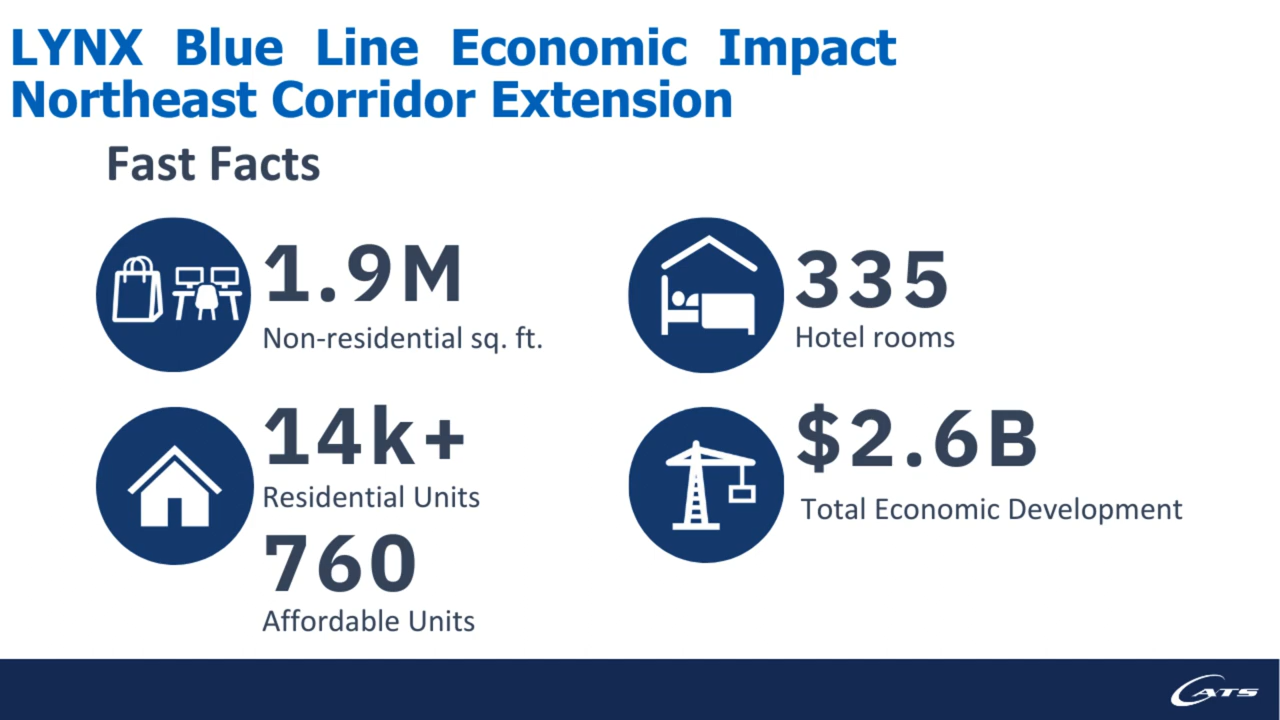 LYNX Blue Line Economic Impact
Northeast Corridor Extension
Fast Facts
1.9M
Non-residential sq. ft.
335
Hotel rooms
14k+
Residential Units
760
Affordable Units
$2.6B
Total Economic Development
CATS